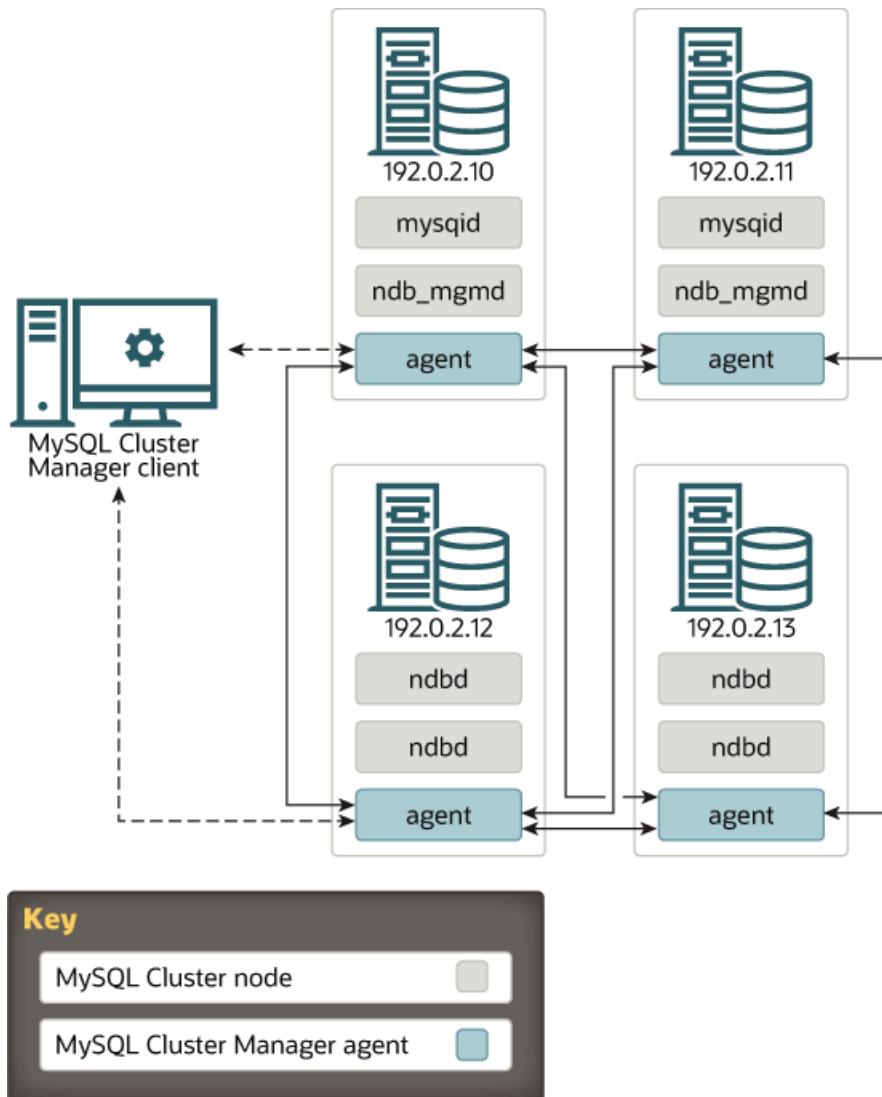 192.0.2.10
mysqid
ndb_mgmd
agent
192.0.2.11
mysqid
ndb_mgmd
agent
MySQL Cluster
Manager client
192.0.2.12
ndbd
ndbd
agent
192.0.2.13
ndbd
ndbd
agent
Key
MySQL Cluster node
MySQL Cluster Manager agent